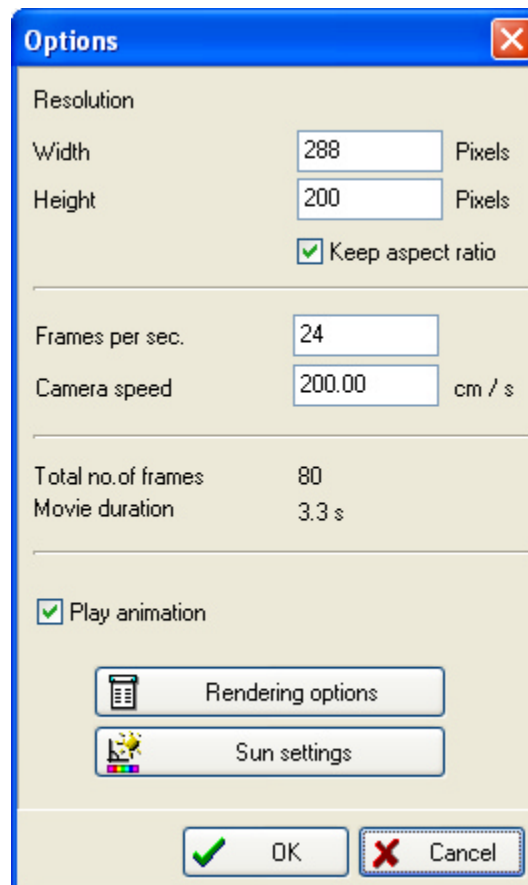 Options
Resolution
Width 288 Pixels
Height 200 Pixels
Keep aspect ratio
Frames per sec. 24
Camera speed 200.00 cm / s
Total no.of frames 80
Movie duration 3.3 s
Play animation
Rendering options
Sun settings
OK Cancel